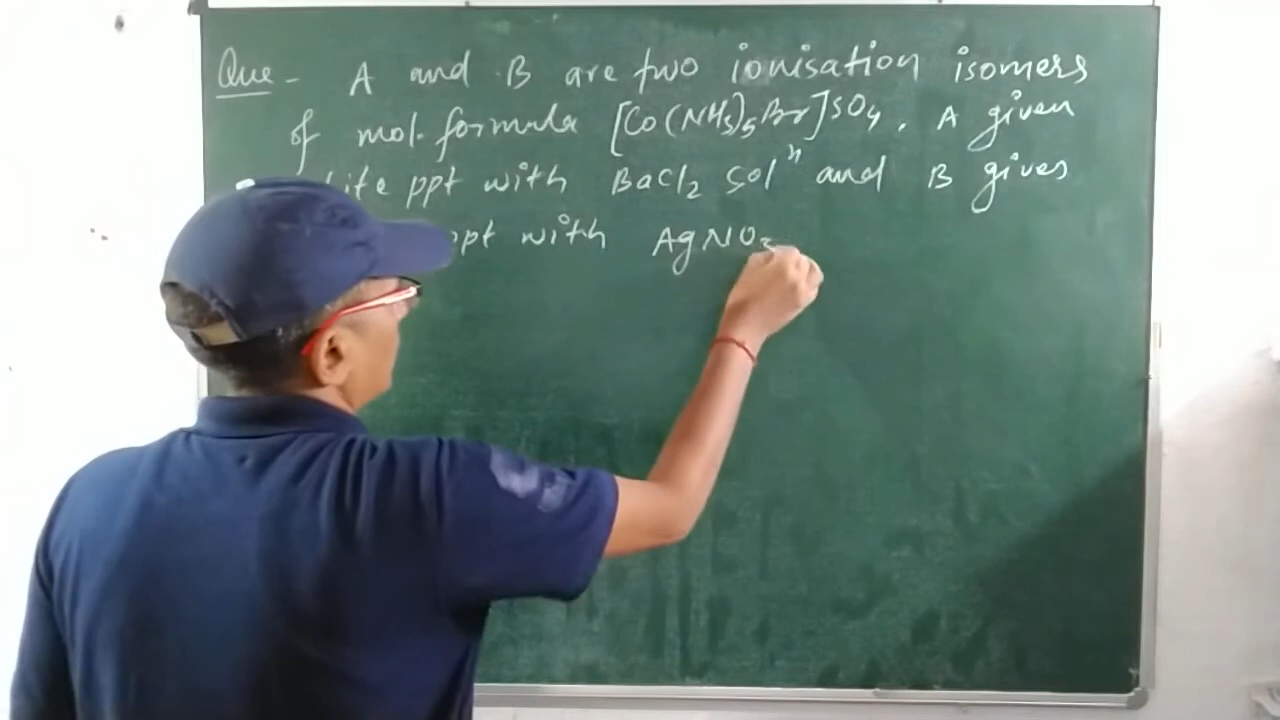 Que - A and B are two ionisation isomers
of mol. formula [Co(NH3)5Br]SO4. A given
ppt with BaCl2 solⁿ and B gives
ppt with AgNO3